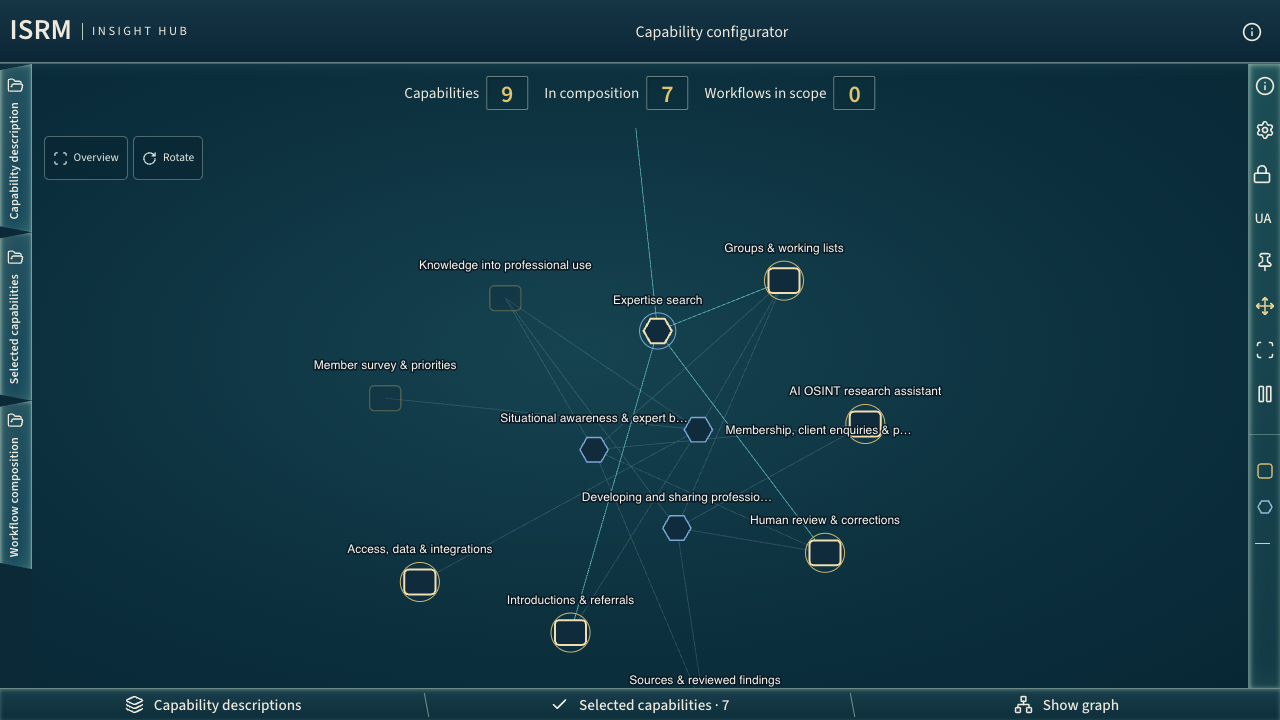 ISRM | INSIGHT HUB
Capability configurator
Capabilities 9 In composition 7 Workflows in scope 0
Capability description
Selected capabilities
Workflow composition
Overview
Rotate
UA
Groups & working lists
Knowledge into professional use
Expertise search
Member survey & priorities
AI OSINT research assistant
Situational awareness & expert b…
Membership, client enquiries & p…
Developing and sharing professio…
Human review & corrections
Access, data & integrations
Introductions & referrals
Sources & reviewed findings
Capability descriptions
Selected capabilities · 7
Show graph